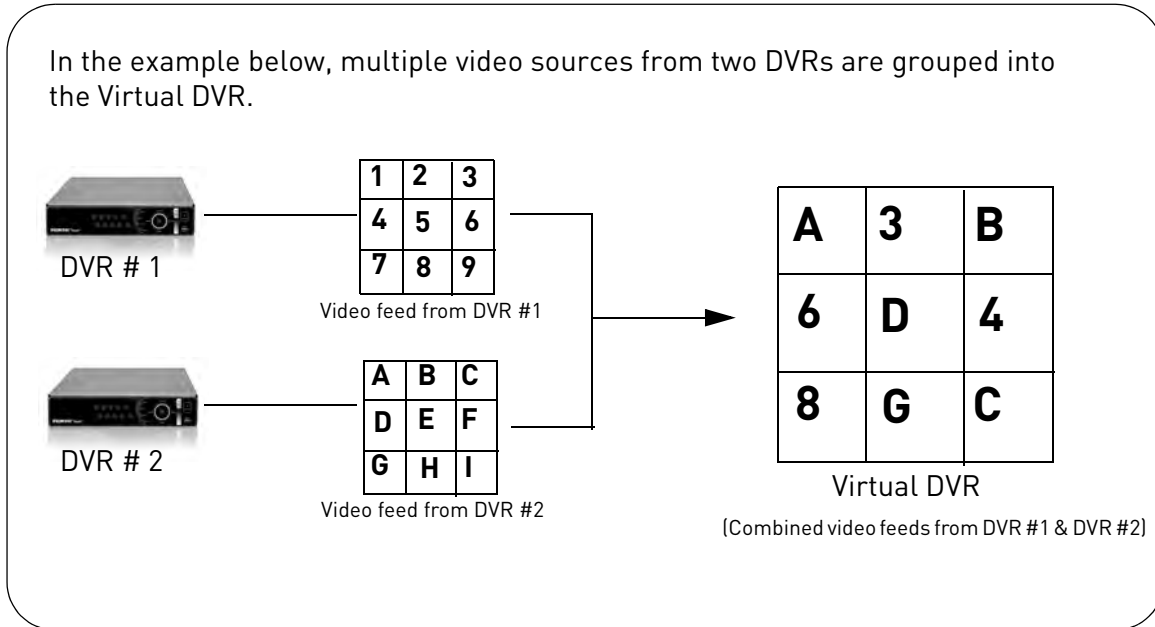 In the example below, multiple video sources from two DVRs are grouped into
the Virtual DVR.
1 2 3
4 5 6
7 8 9
DVR # 1
Video feed from DVR #1
A B C
D E F
G H I
DVR # 2
Video feed from DVR #2
A 3 B
6 D 4
8 G C
Virtual DVR
(Combined video feeds from DVR #1 & DVR #2)